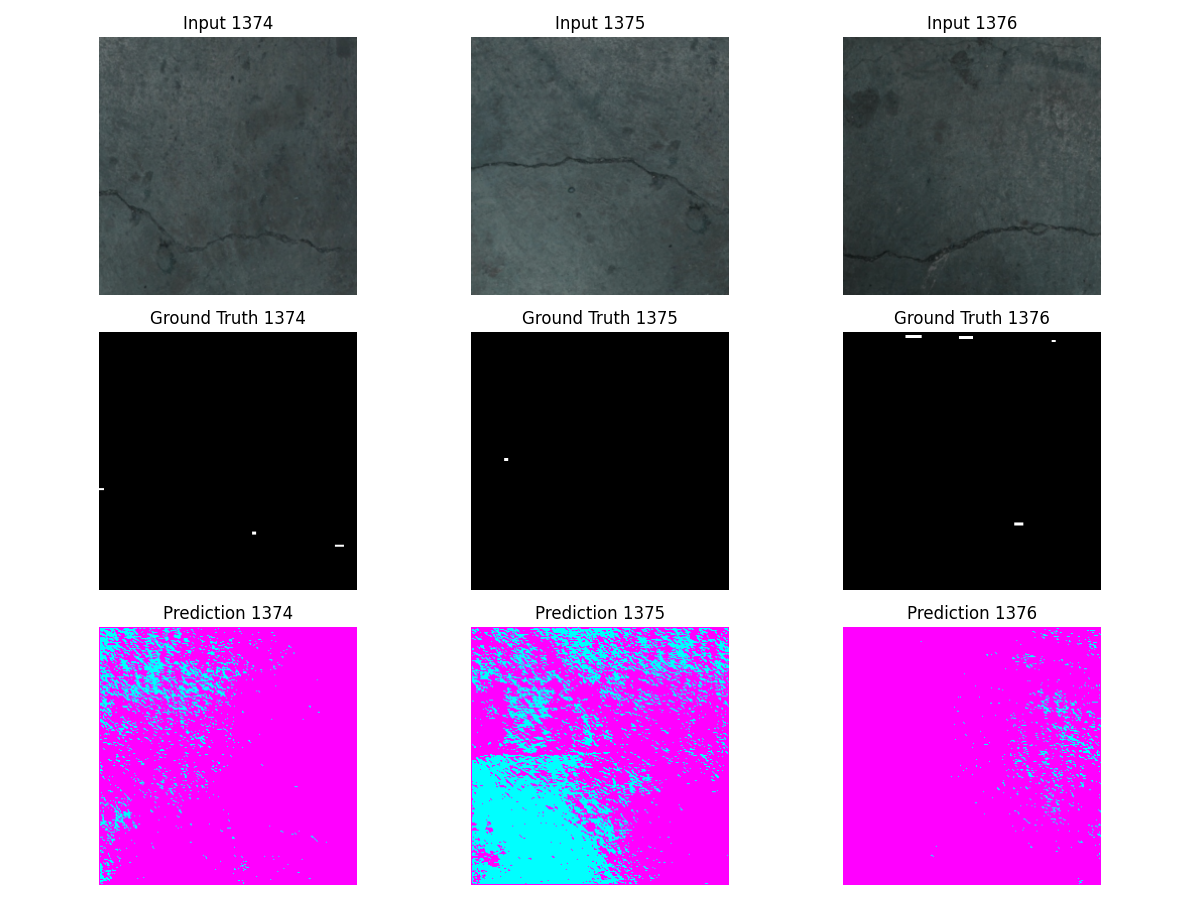 Input 1374
Input 1375
Input 1376
Ground Truth 1374
Ground Truth 1375
Ground Truth 1376
Prediction 1374
Prediction 1375
Prediction 1376